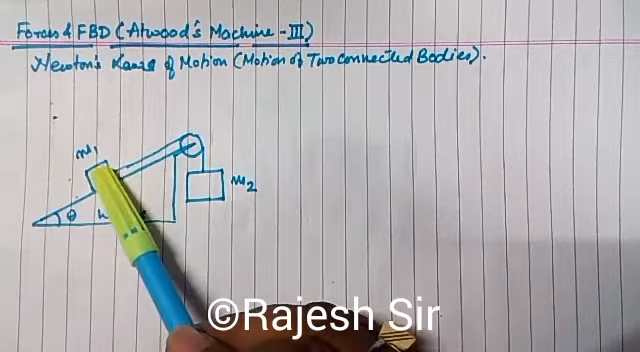 Forces & FBD (Atwood's Machine - III)
Newton's Laws of Motion (Motion of Two Connected Bodies).
m₁
m₂
θ
©Rajesh Sir